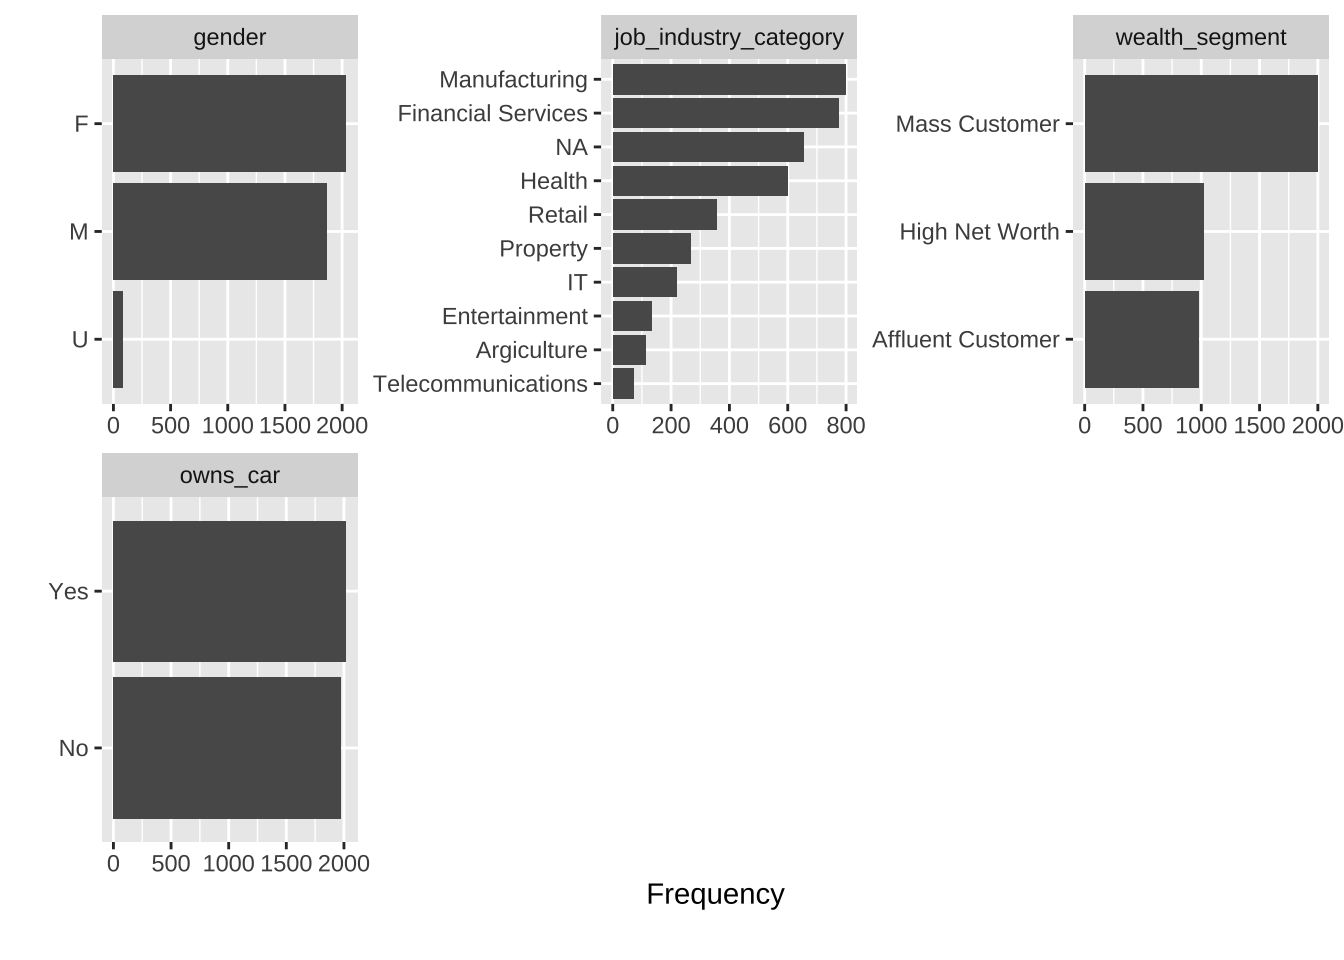 gender
F
M
U
0 500 1000 1500 2000
job_industry_category
Manufacturing
Financial Services
NA
Health
Retail
Property
IT
Entertainment
Argiculture
Telecommunications
0 200 400 600 800
wealth_segment
Mass Customer
High Net Worth
Affluent Customer
0 500 1000 1500 2000
owns_car
Yes
No
0 500 1000 1500 2000
Frequency